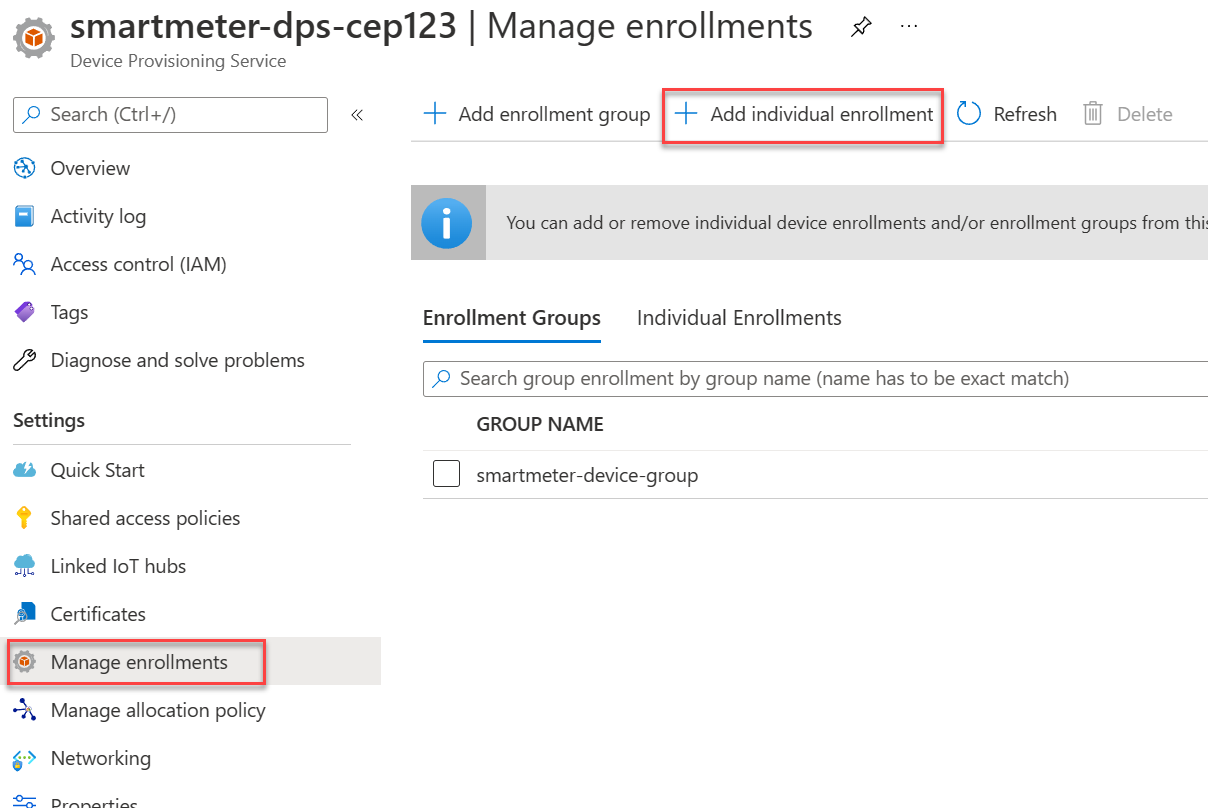 smartmeter-dps-cep123 | Manage enrollments ...
Device Provisioning Service
Search (Ctrl+/) «
Add enrollment group Add individual enrollment Refresh Delete
Overview
Activity log
Access control (IAM)
Tags
Diagnose and solve problems
Settings
Quick Start
Shared access policies
Linked IoT hubs
Certificates
Manage enrollments
Manage allocation policy
Networking
Properties
You can add or remove individual device enrollments and/or enrollment groups from this
Enrollment Groups Individual Enrollments
Search group enrollment by group name (name has to be exact match)
GROUP NAME
smartmeter-device-group